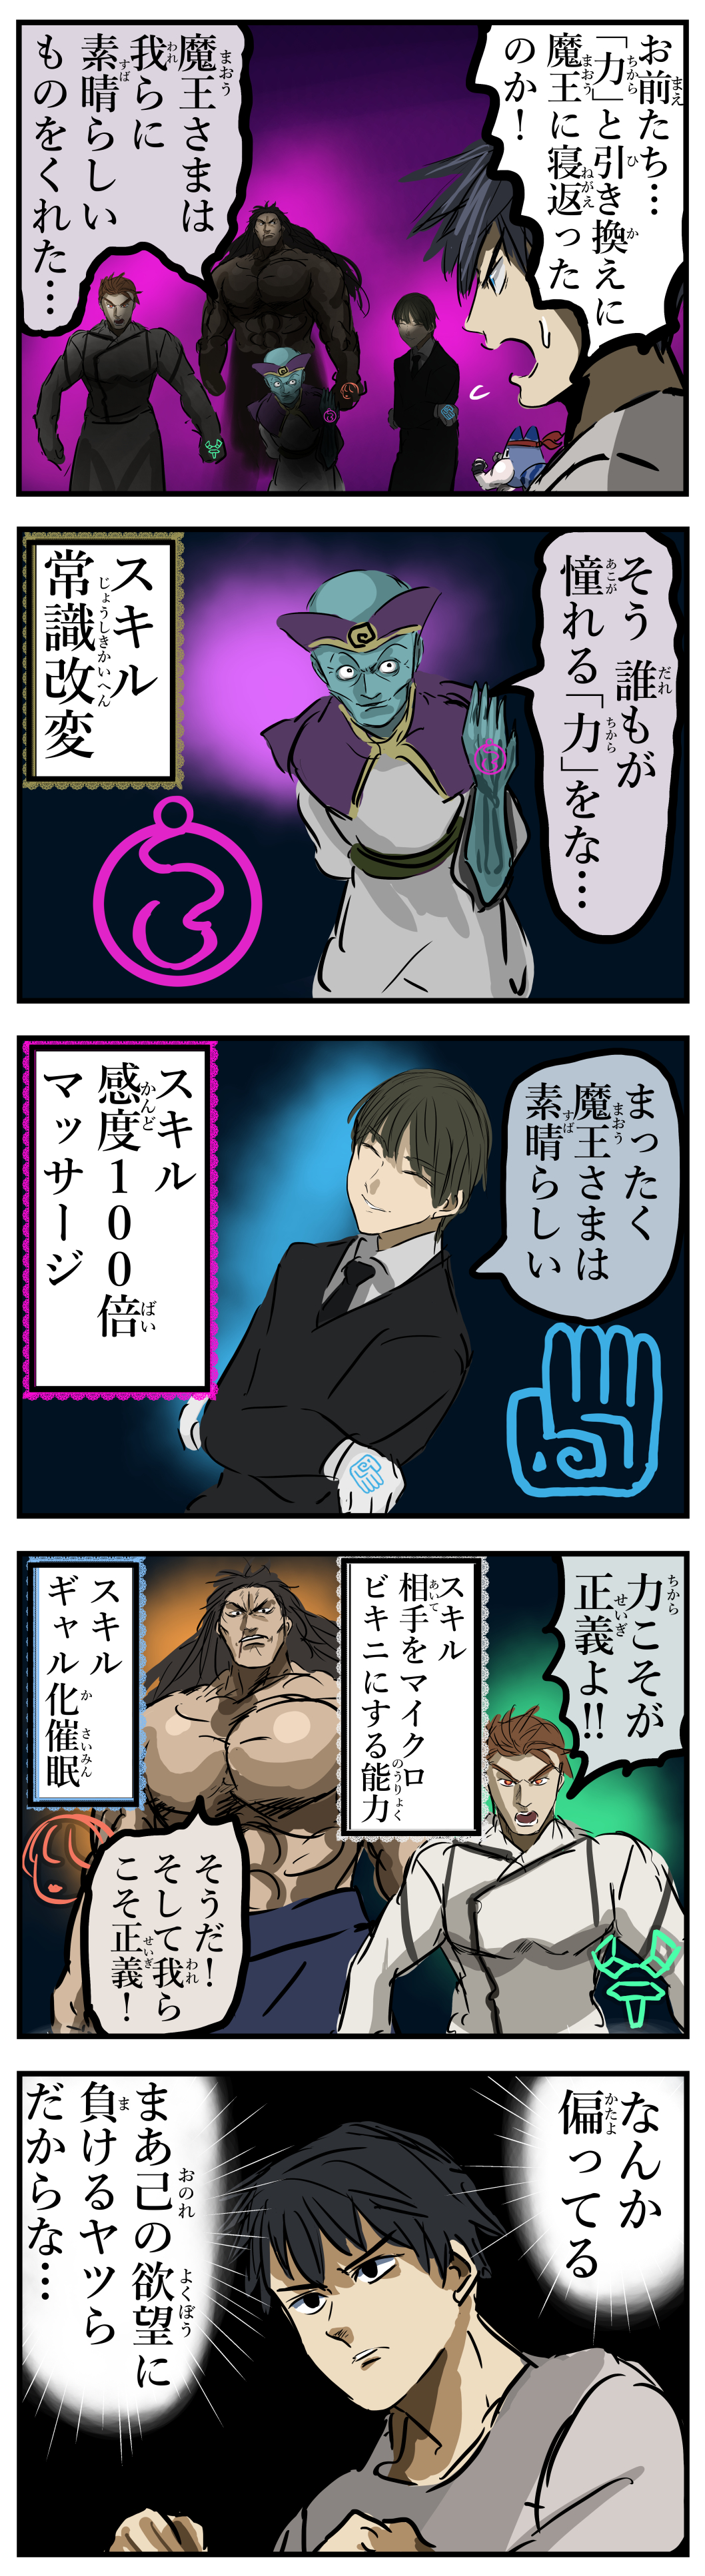 お前たち…
「力」と引き換えに
魔王に寝返った
のか！
魔王さまは
我らに
素晴らしい
ものをくれた…
そう 誰もが
憧れる「力」をな…
スキル
常識改変
まったく
魔王さまは
素晴らしい
スキル
感度100倍
マッサージ
力こそが
正義よ!!
スキル
相手をマイクロ
ビキニにする能力
そうだ！
そして我ら
こそ正義！
スキル
ギャル化催眠
なんか
偏ってる
まあ己の欲望に
負けるヤツら
だからな…